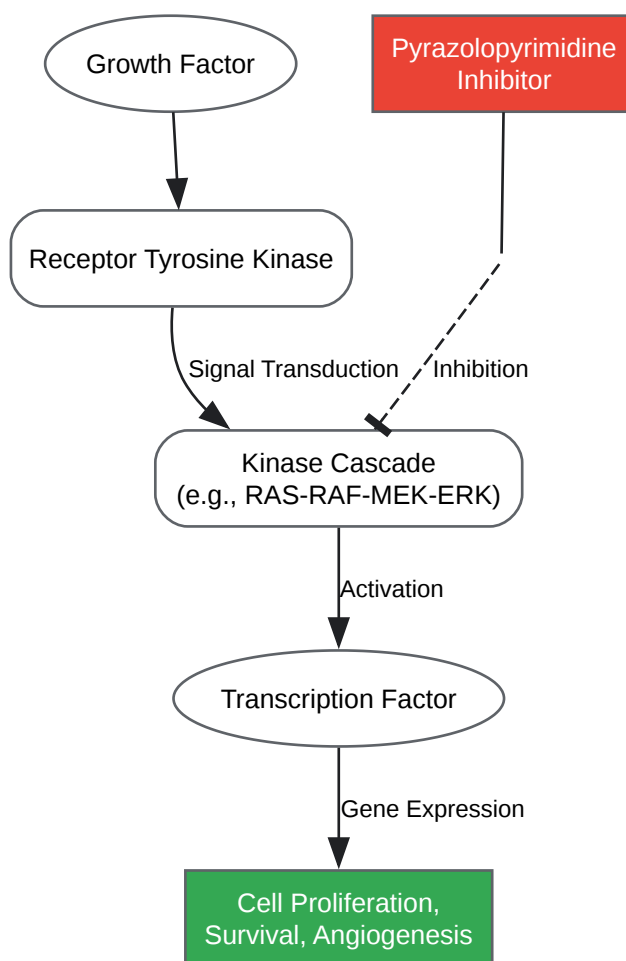 Growth Factor
Pyrazolopyrimidine
Inhibitor
Receptor Tyrosine Kinase
Signal Transduction
Inhibition
Kinase Cascade
(e.g., RAS-RAF-MEK-ERK)
Activation
Transcription Factor
Gene Expression
Cell Proliferation,
Survival, Angiogenesis